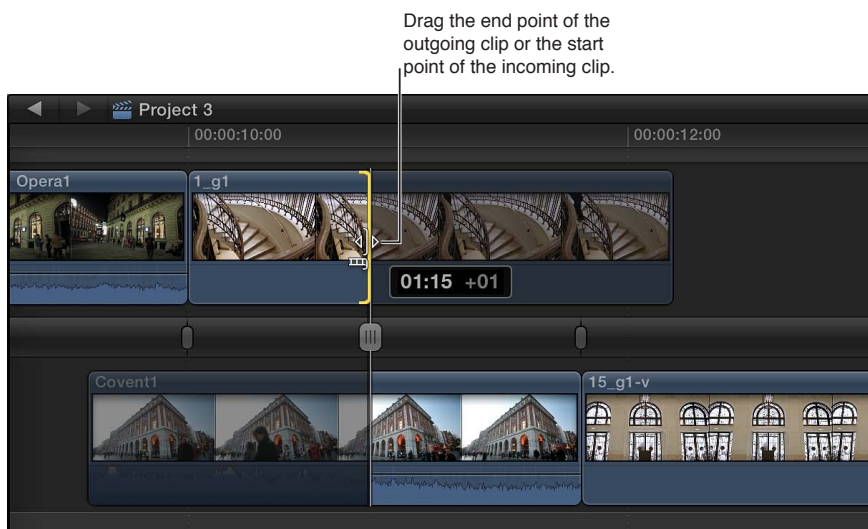 Drag the end point of the
outgoing clip or the start
point of the incoming clip.
Project 3
00:00:10:00
00:00:12:00
Opera1
1_g1
01:15 +01
Covent1
15_g1-v